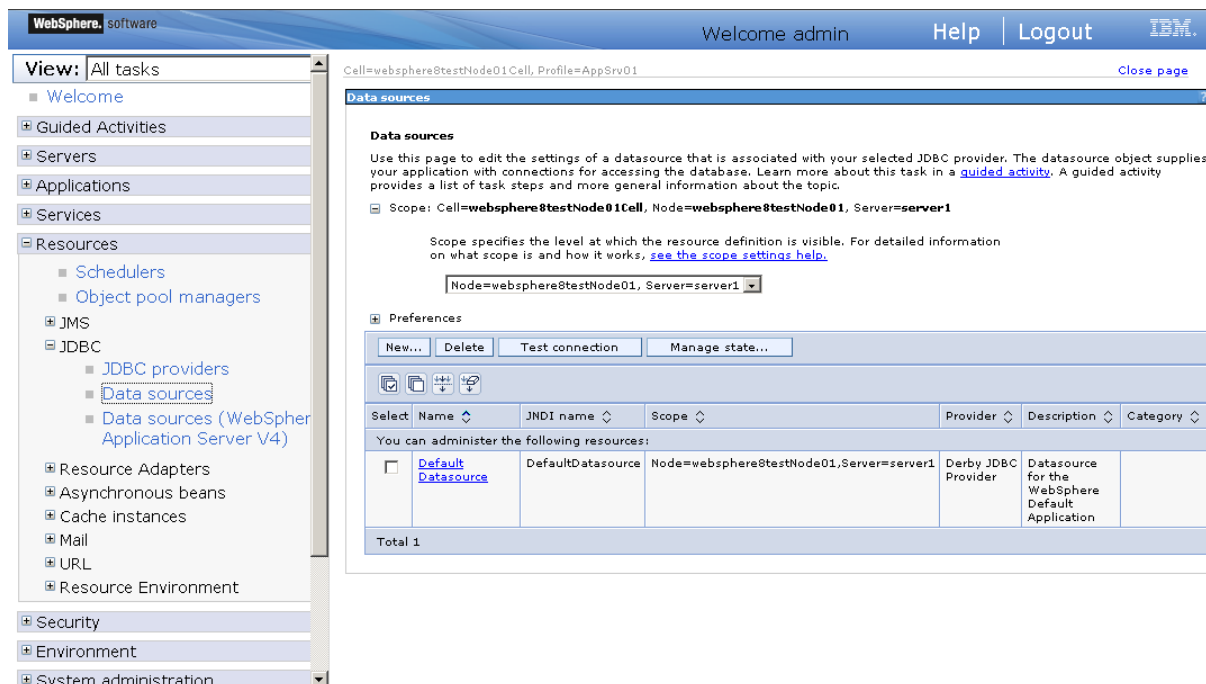 WebSphere. software
Welcome admin
Help
Logout
IBM.
View: All tasks
Welcome
Guided Activities
Servers
Applications
Services
Resources
Schedulers
Object pool managers
JMS
JDBC
JDBC providers
Data sources
Data sources (WebSpher
Application Server V4)
Resource Adapters
Asynchronous beans
Cache instances
Mail
URL
Resource Environment
Security
Environment
System administration
Cell=websphere8testNode01Cell, Profile=AppSrv01
Close page
Data sources
?
Data sources
Use this page to edit the settings of a datasource that is associated with your selected JDBC provider. The datasource object supplies
your application with connections for accessing the database. Learn more about this task in a guided activity. A guided activity
provides a list of task steps and more general information about the topic.
Scope: Cell=websphere8testNode01Cell, Node=websphere8testNode01, Server=server1
Scope specifies the level at which the resource definition is visible. For detailed information
on what scope is and how it works, see the scope settings help.
Node=websphere8testNode01, Server=server1
Preferences
New... Delete Test connection Manage state...
Select Name JNDI name Scope Provider Description Category
You can administer the following resources:
Default
Datasource
DefaultDatasource
Node=websphere8testNode01,Server=server1
Derby JDBC
Provider
Datasource
for the
WebSphere
Default
Application
Total 1